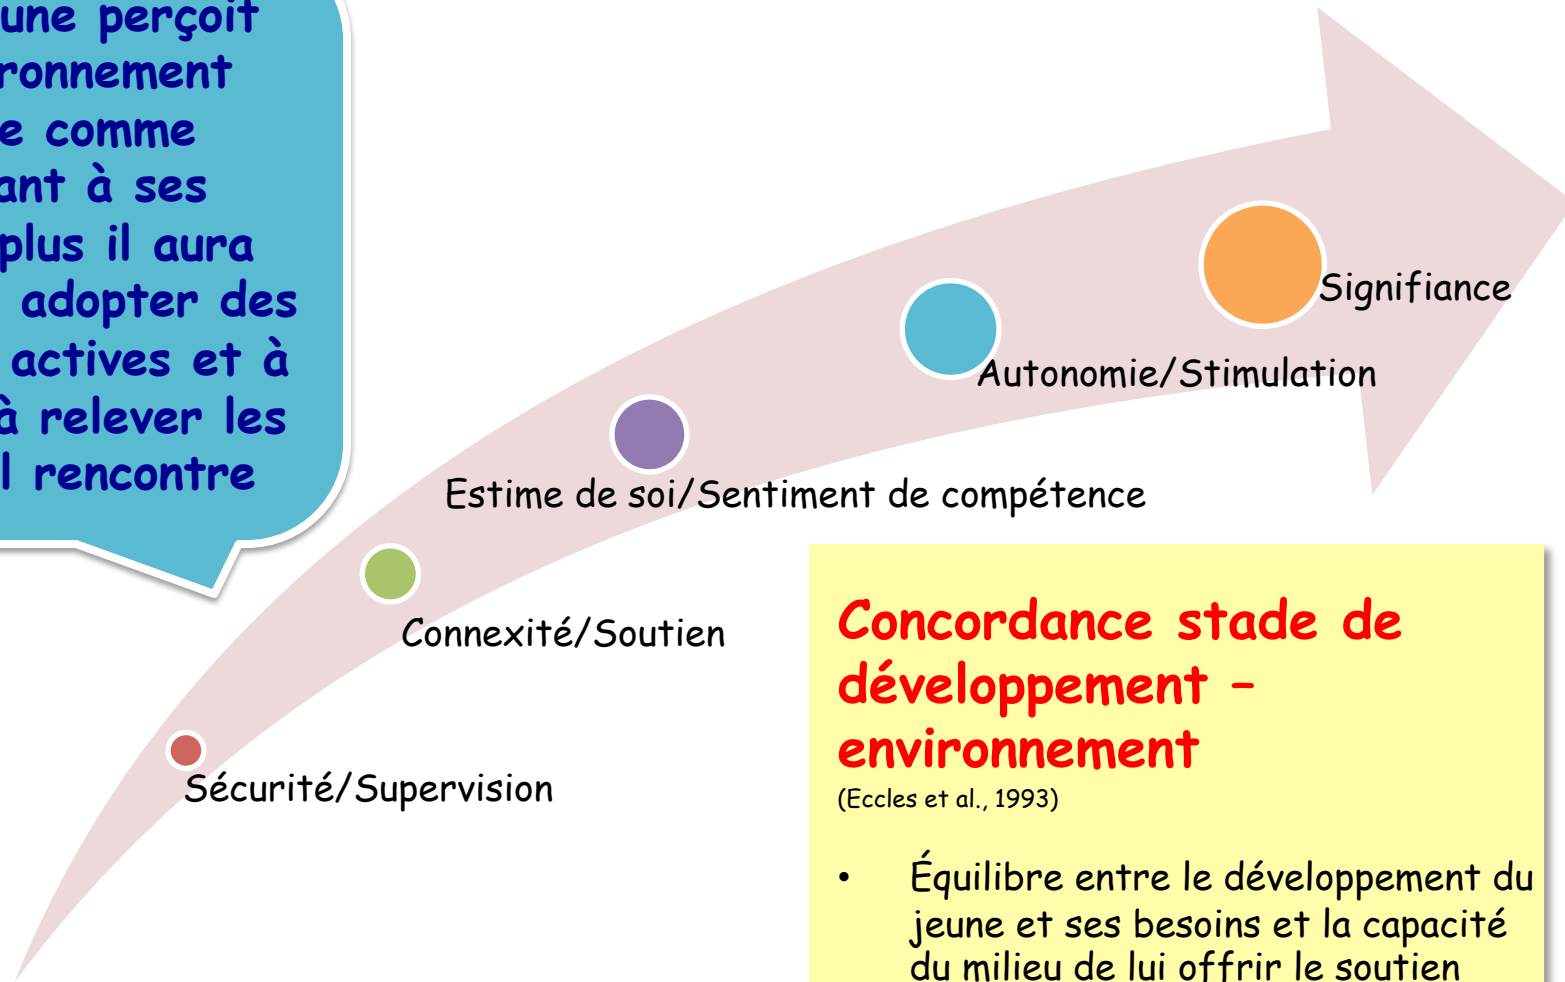 une perçoit
ronnement
e comme
ant à ses
plus il aura
adopter des
actives et à
à relever les
l rencontre
Signifiance
Autonomie/Stimulation
Estime de soi/Sentiment de compétence
Connexité/Soutien
Sécurité/Supervision
Concordance stade de
développement –
environnement
(Eccles et al., 1993)
• Équilibre entre le développement du
jeune et ses besoins et la capacité
du milieu de lui offrir le soutien